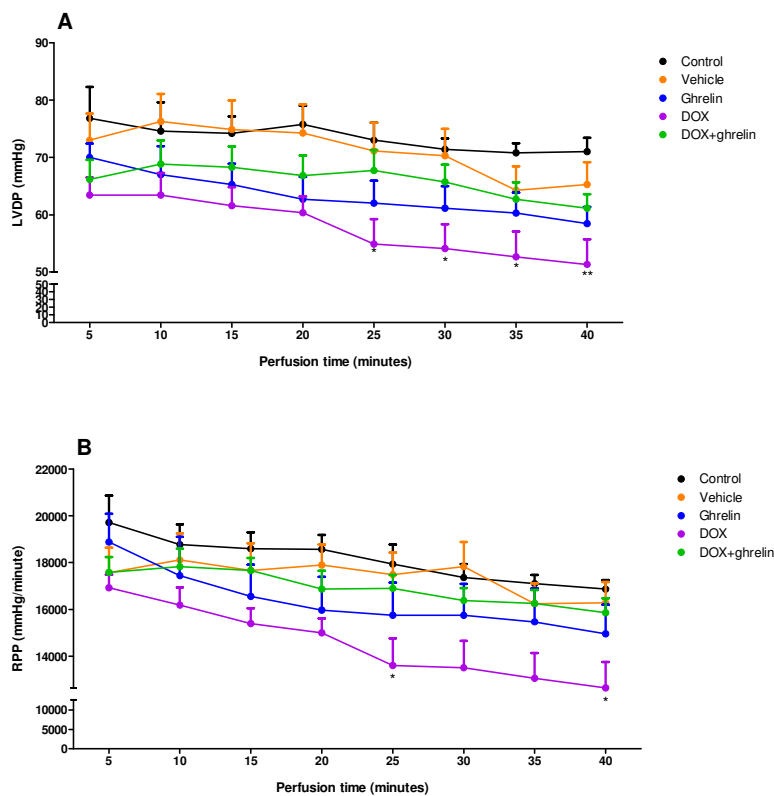 A
90
80
70
60
50
50
40
30
20
10
0
LVDP (mmHg)
* * * **
5 10 15 20 25 30 35 40
Perfusion time (minutes)
Control
Vehicle
Ghrelin
DOX
DOX+ghrelin
B
22000
20000
18000
16000
14000
10000
5000
0
RPP (mmHg/minute)
* *
5 10 15 20 25 30 35 40
Perfusion time (minutes)
Control
Vehicle
Ghrelin
DOX
DOX+ghrelin